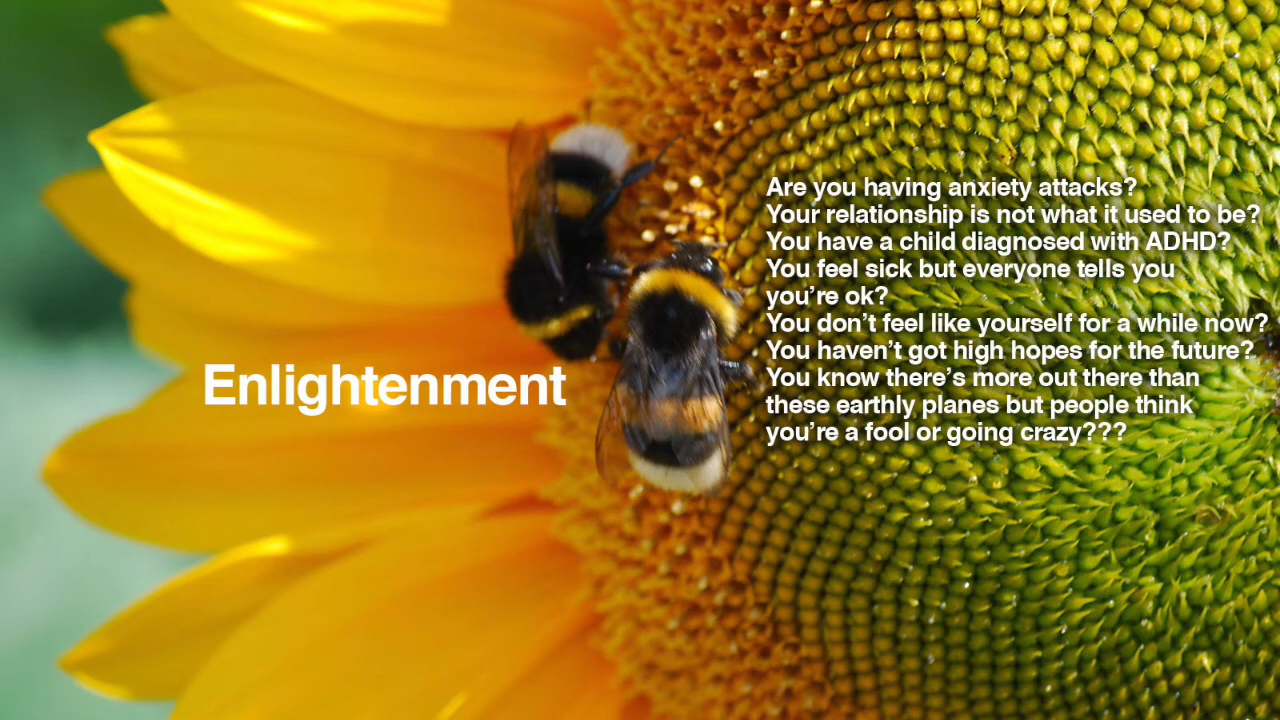 Enlightenment
Are you having anxiety attacks?
Your relationship is not what it used to be?
You have a child diagnosed with ADHD?
You feel sick but everyone tells you
you’re ok?
You don’t feel like yourself for a while now?
You haven’t got high hopes for the future?
You know there’s more out there than
these earthly planes but people think
you’re a fool or going crazy???